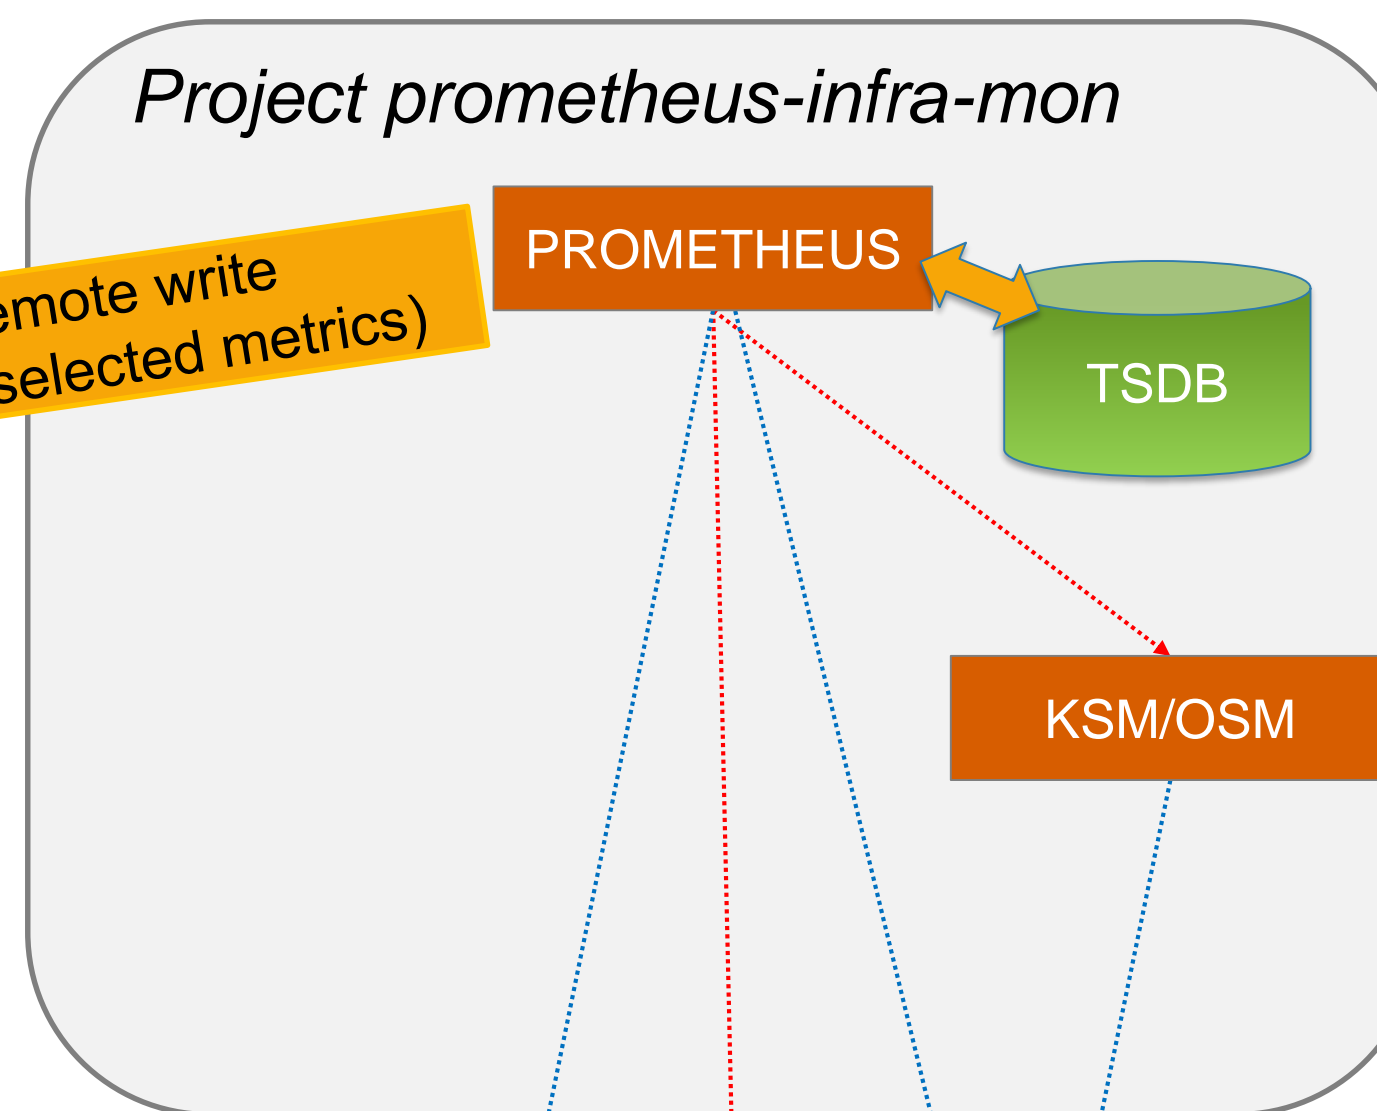 Project prometheus-infra-mon
PROMETHEUS
emote write
selected metrics)
TSDB
KSM/OSM